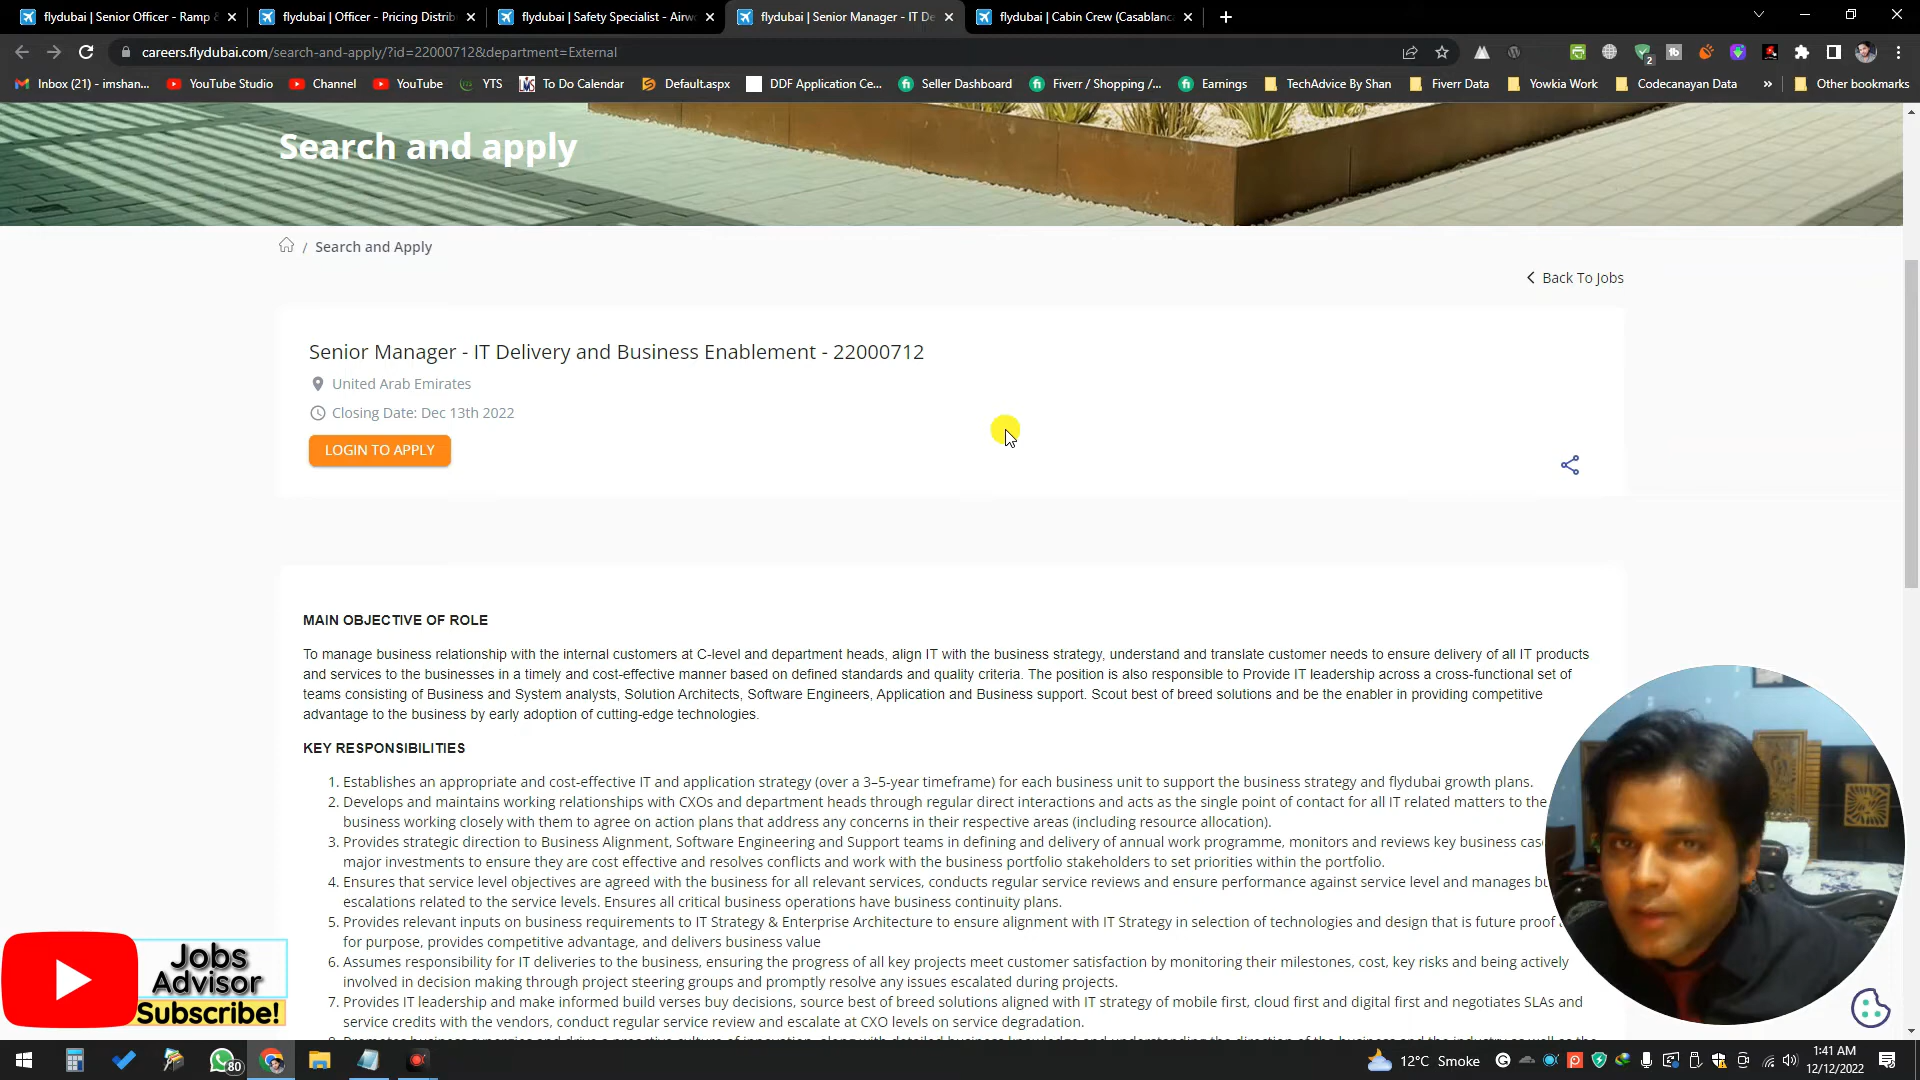 flydubai | Senior Officer - Ramp &
flydubai | Officer - Pricing Distrib
flydubai | Safety Specialist - Airw
flydubai | Senior Manager - IT De
flydubai | Cabin Crew (Casablanc
careers.flydubai.com/search-and-apply/?id=22000712&department=External
2
Inbox (21) - imshan...
YouTube Studio
Channel
YouTube
YTS
To Do Calendar
Default.aspx
DDF Application Ce...
Seller Dashboard
Fiverr / Shopping /...
Earnings
TechAdvice By Shan
Fiverr Data
Yowkia Work
Codecanayan Data
»
Other bookmarks
Search and apply
/ Search and Apply
Back To Jobs
Senior Manager - IT Delivery and Business Enablement - 22000712
United Arab Emirates
Closing Date: Dec 13th 2022
LOGIN TO APPLY
MAIN OBJECTIVE OF ROLE
To manage business relationship with the internal customers at C-level and department heads, align IT with the business strategy, understand and translate customer needs to ensure delivery of all IT products
and services to the businesses in a timely and cost-effective manner based on defined standards and quality criteria. The position is also responsible to Provide IT leadership across a cross-functional set of
teams consisting of Business and System analysts, Solution Architects, Software Engineers, Application and Business support. Scout best of breed solutions and be the enabler in providing competitive
advantage to the business by early adoption of cutting-edge technologies.
KEY RESPONSIBILITIES
1. Establishes an appropriate and cost-effective IT and application strategy (over a 3–5-year timeframe) for each business unit to support the business strategy and flydubai growth plans.
2. Develops and maintains working relationships with CXOs and department heads through regular direct interactions and acts as the single point of contact for all IT related matters to the
business working closely with them to agree on action plans that address any concerns in their respective areas (including resource allocation).
3. Provides strategic direction to Business Alignment, Software Engineering and Support teams in defining and delivery of annual work programme, monitors and reviews key business cas
major investments to ensure they are cost effective and resolves conflicts and work with the business portfolio stakeholders to set priorities within the portfolio.
4. Ensures that service level objectives are agreed with the business for all relevant services, conducts regular service reviews and ensure performance against service level and manages bu
escalations related to the service levels. Ensures all critical business operations have business continuity plans.
5. Provides relevant inputs on business requirements to IT Strategy & Enterprise Architecture to ensure alignment with IT Strategy in selection of technologies and design that is future proof
for purpose, provides competitive advantage, and delivers business value
6. Assumes responsibility for IT deliveries to the business, ensuring the progress of all key projects meet customer satisfaction by monitoring their milestones, cost, key risks and being actively
involved in decision making through project steering groups and promptly resolve any issues escalated during projects.
7. Provides IT leadership and make informed build verses buy decisions, source best of breed solutions aligned with IT strategy of mobile first, cloud first and digital first and negotiates SLAs and
service credits with the vendors, conduct regular service review and escalate at CXO levels on service degradation.
Jobs
Advisor
Subscribe!
80
12°C Smoke
1:41 AM
12/12/2022